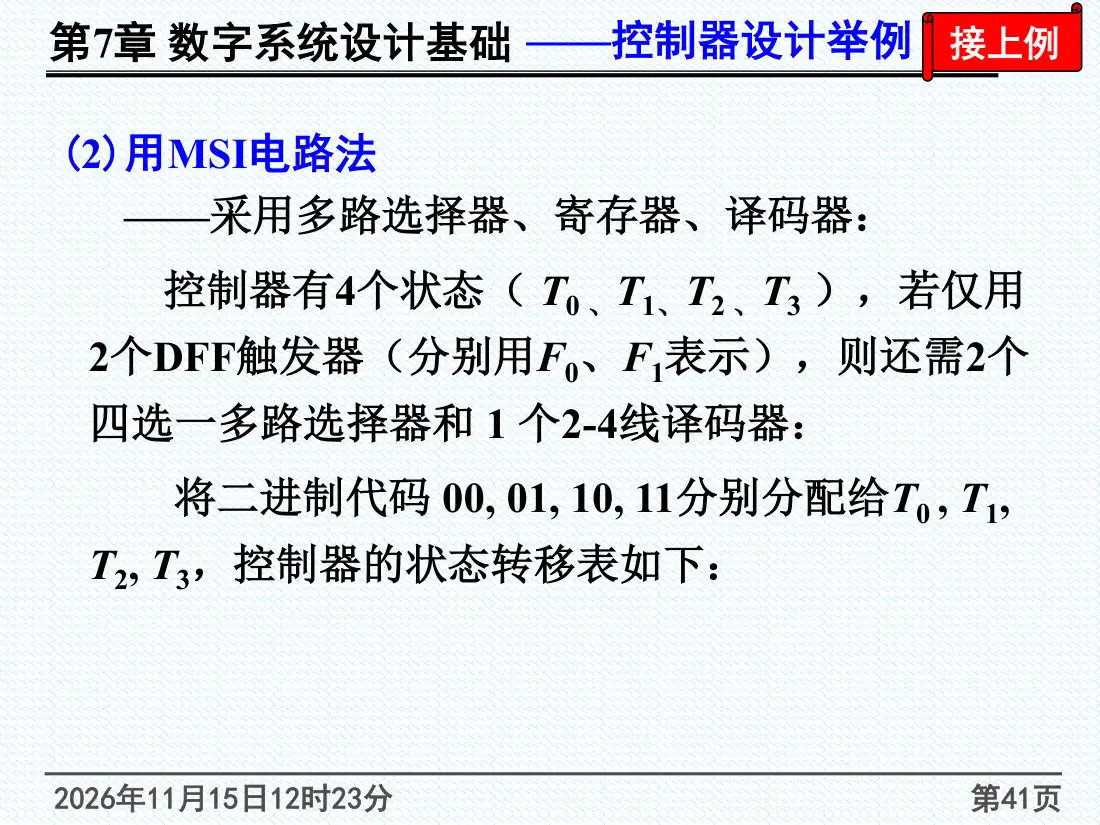 第7章 数字系统设计基础 ——控制器设计举例 接上例
(2)用MSI电路法
——采用多路选择器、寄存器、译码器：
控制器有4个状态（ T0 、T1、 T2 、T3 ），若仅用
2个DFF触发器（分别用F0、F1表示），则还需2个
四选一多路选择器和 1 个2-4线译码器：
将二进制代码 00, 01, 10, 11分别分配给T0 , T1,
T2, T3，控制器的状态转移表如下：
2026年11月15日12时23分 第41页